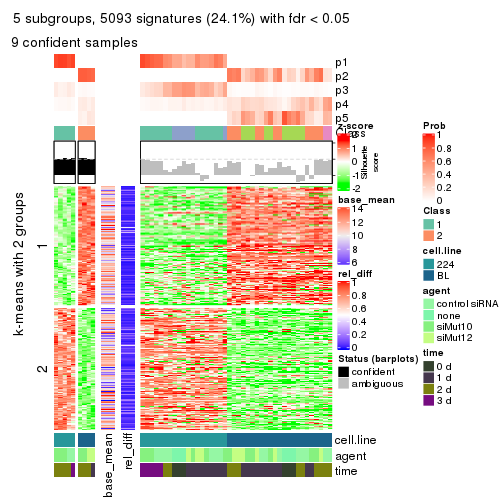 5 subgroups, 5093 signatures (24.1%) with fdr < 0.05
9 confident samples
p1
p2
p3
p4
p5
Class
k-means with 2 groups
1
2
cell.line
agent
time
base_mean
rel_diff
z-score
2
1
0
-1
-2
Silhouette
score
base_mean
14
12
10
8
6
rel_diff
1
0.8
0.6
0.4
0.2
0
Status (barplots)
confident
ambiguous
Prob
1
0.8
0.6
0.4
0.2
0
Class
1
2
cell.line
224
BL
agent
control siRNA
none
siMut10
siMut12
time
0 d
1 d
2 d
3 d